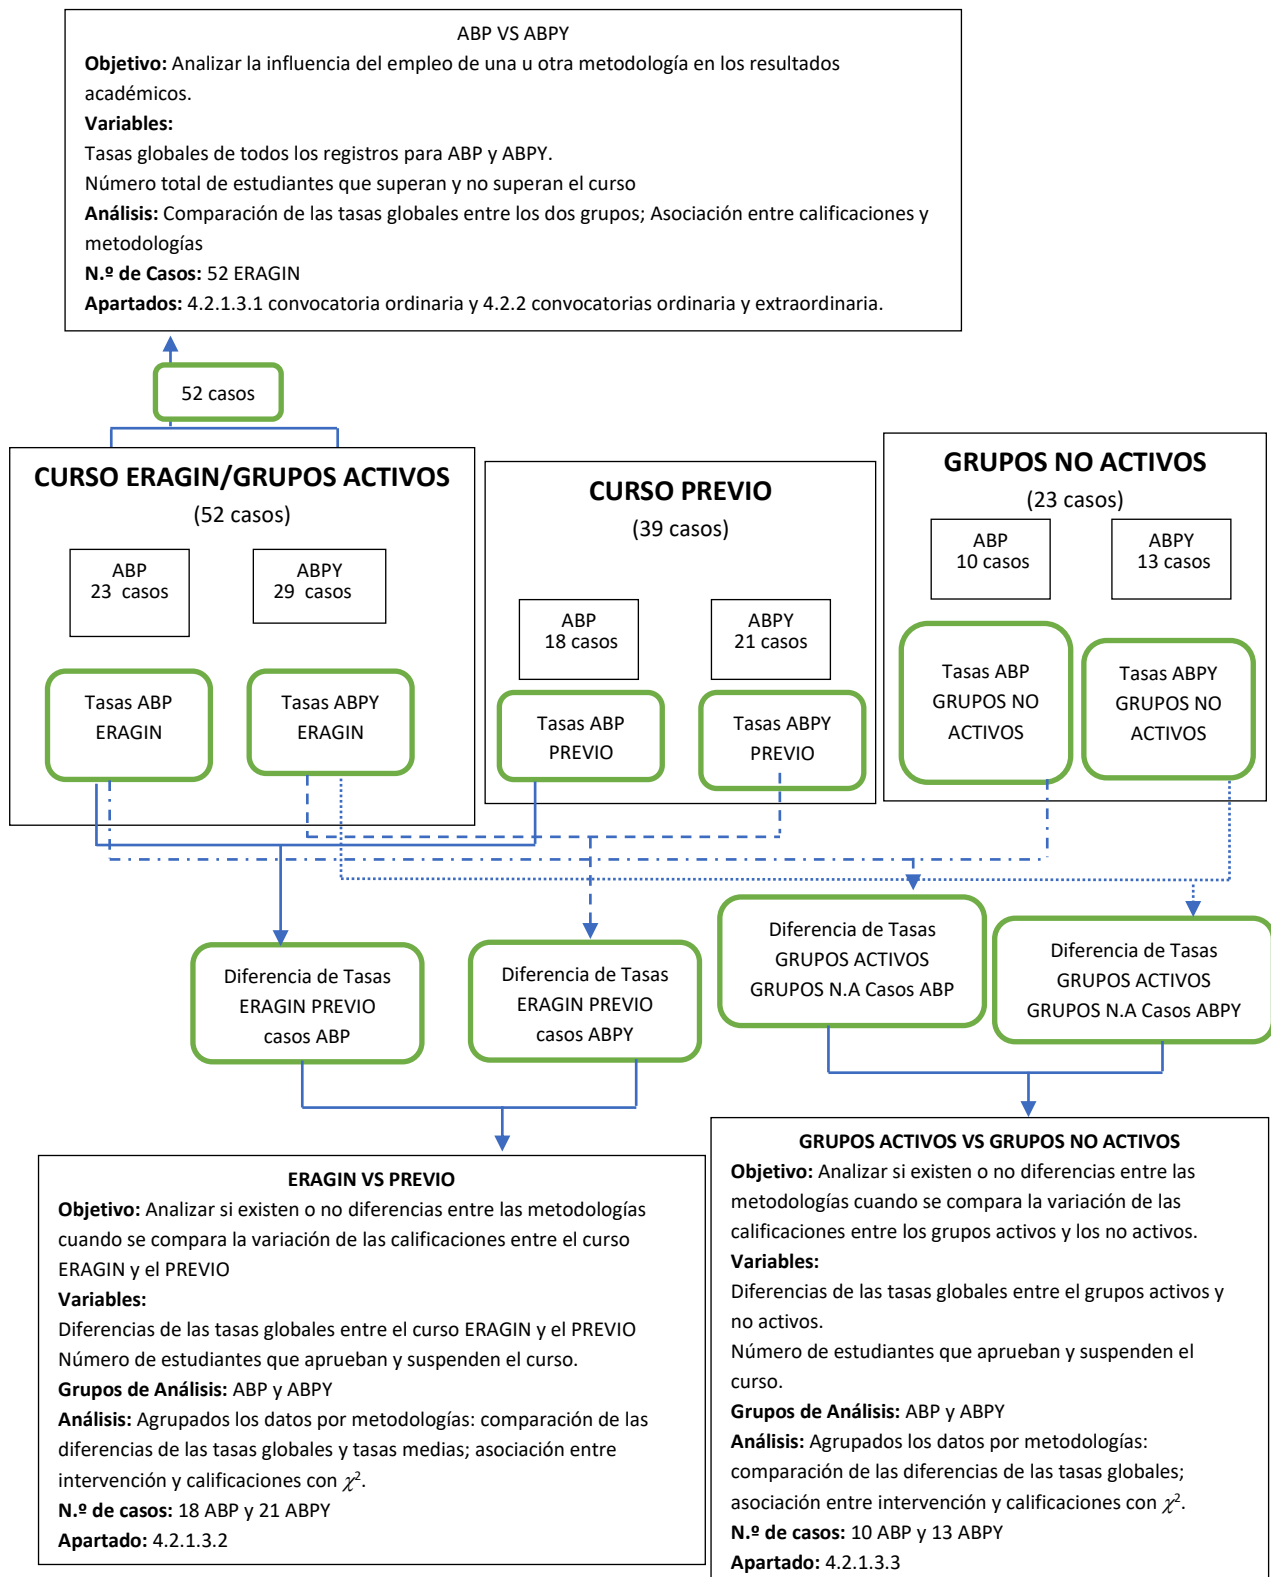 ABP VS ABPY
Objetivo: Analizar la influencia del empleo de una u otra metodología en los resultados
académicos.
Variables:
Tasas globales de todos los registros para ABP y ABPY.
Número total de estudiantes que superan y no superan el curso
Análisis: Comparación de las tasas globales entre los dos grupos; Asociación entre calificaciones y
metodologías
N.º de Casos: 52 ERAGIN
Apartados: 4.2.1.3.1 convocatoria ordinaria y 4.2.2 convocatorias ordinaria y extraordinaria.
52 casos
CURSO ERAGIN/GRUPOS ACTIVOS
(52 casos)
ABP
23 casos
ABPY
29 casos
Tasas ABP
ERAGIN
Tasas ABPY
ERAGIN
CURSO PREVIO
(39 casos)
ABP
18 casos
ABPY
21 casos
Tasas ABP
PREVIO
Tasas ABPY
PREVIO
GRUPOS NO ACTIVOS
(23 casos)
ABP
10 casos
ABPY
13 casos
Tasas ABP
GRUPOS NO
ACTIVOS
Tasas ABPY
GRUPOS NO
ACTIVOS
Diferencia de Tasas
ERAGIN PREVIO
casos ABP
Diferencia de Tasas
ERAGIN PREVIO
casos ABPY
Diferencia de Tasas
GRUPOS ACTIVOS
GRUPOS N.A Casos ABP
Diferencia de Tasas
GRUPOS ACTIVOS
GRUPOS N.A Casos ABPY
ERAGIN VS PREVIO
Objetivo: Analizar si existen o no diferencias entre las metodologías
cuando se compara la variación de las calificaciones entre el curso
ERAGIN y el PREVIO
Variables:
Diferencias de las tasas globales entre el curso ERAGIN y el PREVIO
Número de estudiantes que aprueban y suspenden el curso.
Grupos de Análisis: ABP y ABPY
Análisis: Agrupados los datos por metodologías: comparación de las
diferencias de las tasas globales y tasas medias; asociación entre
intervención y calificaciones con χ².
N.º de casos: 18 ABP y 21 ABPY
Apartado: 4.2.1.3.2
GRUPOS ACTIVOS VS GRUPOS NO ACTIVOS
Objetivo: Analizar si existen o no diferencias entre las
metodologías cuando se compara la variación de las
calificaciones entre los grupos activos y los no activos.
Variables:
Diferencias de las tasas globales entre el grupos activos y
no activos.
Número de estudiantes que aprueban y suspenden el
curso.
Grupos de Análisis: ABP y ABPY
Análisis: Agrupados los datos por metodologías:
comparación de las diferencias de las tasas globales;
asociación entre intervención y calificaciones con χ².
N.º de casos: 10 ABP y 13 ABPY
Apartado: 4.2.1.3.3